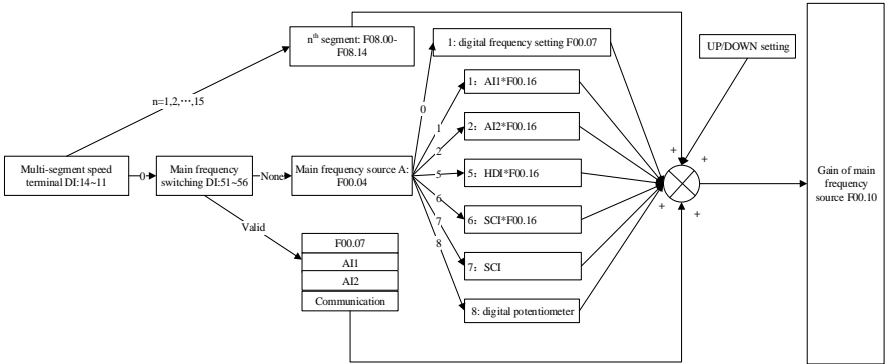 nth segment: F08.00-
F08.14
1: digital frequency setting F00.07
UP/DOWN setting
n=1,2,⋯,15
0
1：AI1*F00.16
1
2：AI2*F00.16
2
+
+
Multi-segment speed
terminal DI:14~11
0
Main frequency
switching DI:51~56
None
Main frequency source A:
F00.04
5
5：HDI*F00.16
Gain of main
frequency
source F00.10
6
6：SCI*F00.16
+
+
Valid
7
F00.07
8
AI1
7：SCI
AI2
Communication
8: digital potentiometer